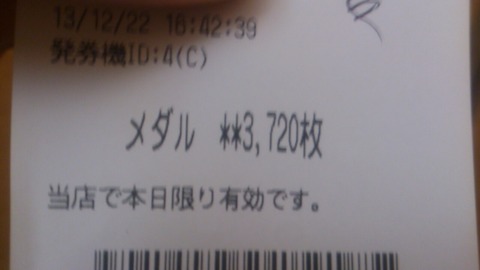 13/12/22 16:42:39
発券機ID:4(C)
メダル **3,720枚
当店で本日限り有効です。